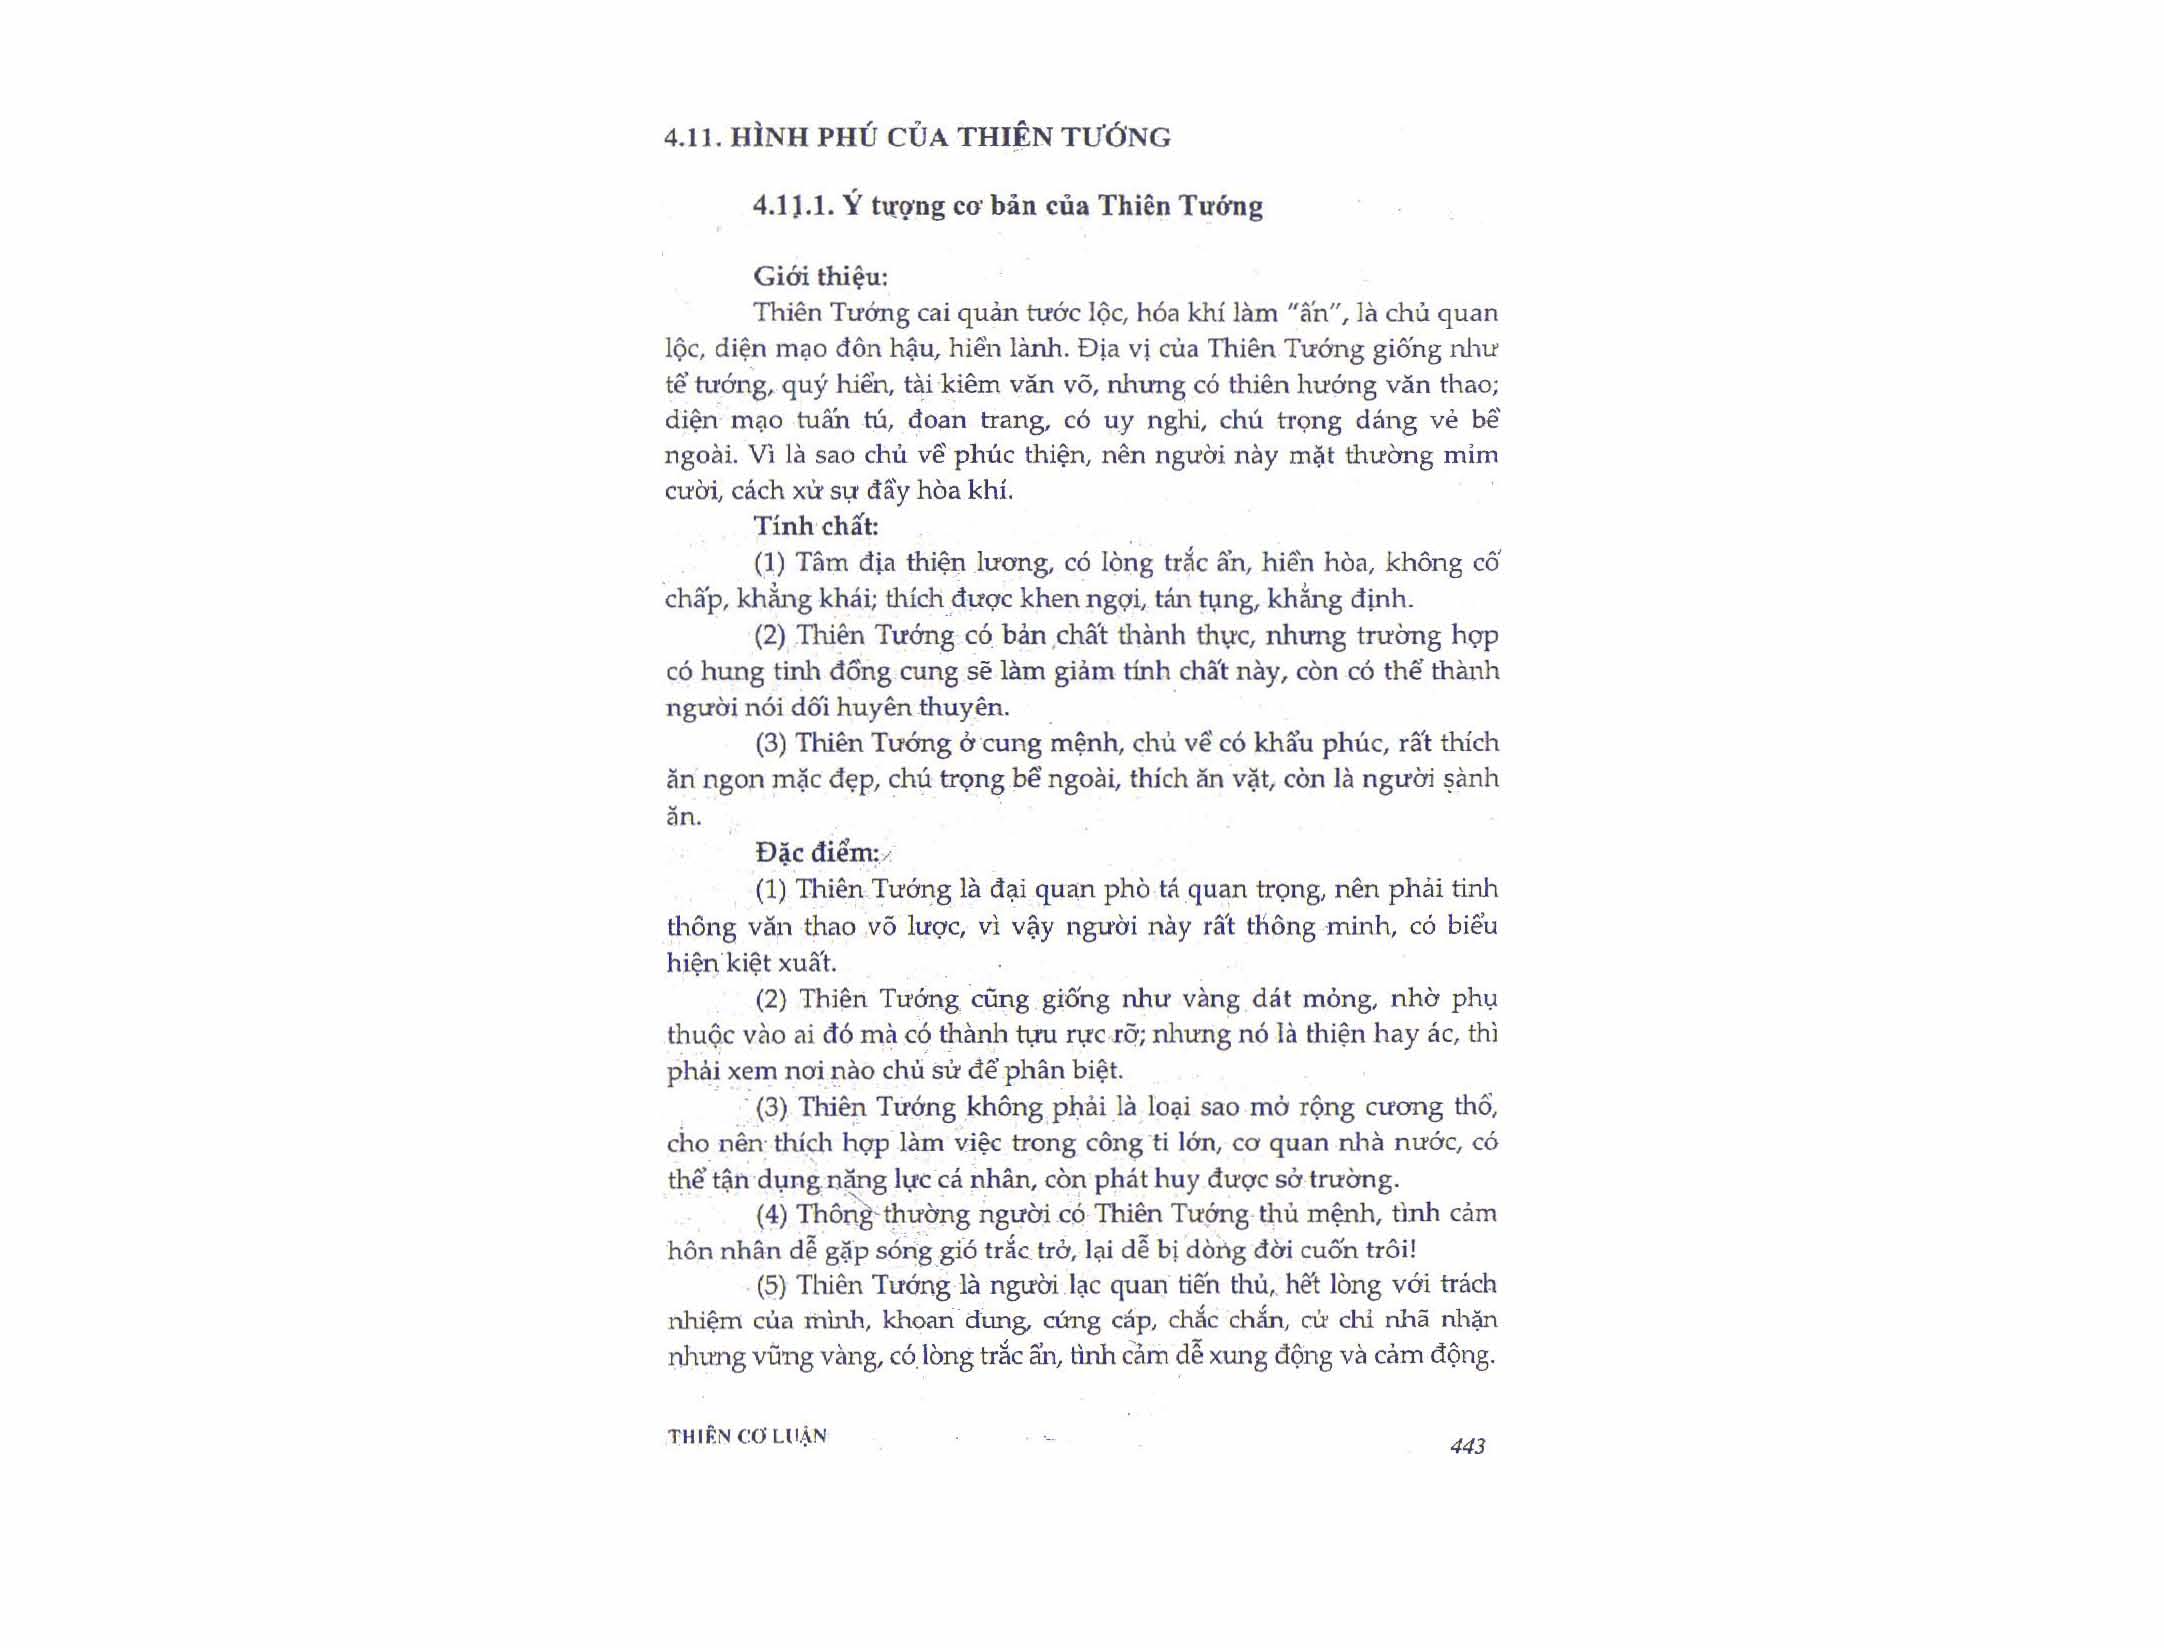 4.11. HÌNH PHÚ CỦA THIÊN TƯỚNG
4.11.1. Ý tượng cơ bản của Thiên Tướng
Giới thiệu:
Thiên Tướng cai quản tước lộc, hóa khí làm "ấn", là chủ quan
lộc, diện mạo đôn hậu, hiền lành. Địa vị của Thiên Tướng giống như
tể tướng, quý hiển, tài kiêm văn võ, nhưng có thiên hướng văn thao;
diện mạo tuấn tú, đoan trang, có uy nghi, chú trọng dáng vẻ bề
ngoài. Vì là sao chủ về phúc thiện, nên người này mặt thường mỉm
cười, cách xử sự đầy hòa khí.
Tính chất:
(1) Tâm địa thiện lương, có lòng trắc ẩn, hiền hòa, không cố
chấp, khẳng khái; thích được khen ngợi, tán tụng, khẳng định.
(2) Thiên Tướng có bản chất thành thực, nhưng trường hợp
có hung tinh đồng cung sẽ làm giảm tính chất này, còn có thể thành
người nói dối huyên thuyên.
(3) Thiên Tướng ở cung mệnh, chủ về có khẩu phúc, rất thích
ăn ngon mặc đẹp, chú trọng bề ngoài, thích ăn vặt, còn là người sành
ăn.
Đặc điểm:
(1) Thiên Tướng là đại quan phò tá quan trọng, nên phải tinh
thông văn thao võ lược, vì vậy người này rất thông minh, có biểu
hiện kiệt xuất.
(2) Thiên Tướng cũng giống như vàng dát mỏng, nhờ phụ
thuộc vào ai đó mà có thành tựu rực rỡ; nhưng nó là thiện hay ác, thì
phải xem nơi nào chủ sử để phân biệt.
(3) Thiên Tướng không phải là loại sao mở rộng cương thổ,
cho nên thích hợp làm việc trong công ti lớn, cơ quan nhà nước, có
thể tận dụng năng lực cá nhân, còn phát huy được sở trường.
(4) Thông thường người có Thiên Tướng thủ mệnh, tình cảm
hôn nhân dễ gặp sóng gió trắc trở, lại dễ bị dòng đời cuốn trôi!
(5) Thiên Tướng là người lạc quan tiến thủ, hết lòng với trách
nhiệm của mình, khoan dung, cứng cáp, chắc chắn, cử chỉ nhã nhặn
nhưng vững vàng, có lòng trắc ẩn, tình cảm dễ xung động và cảm động.
THIÊN CƠ LUẬN
443